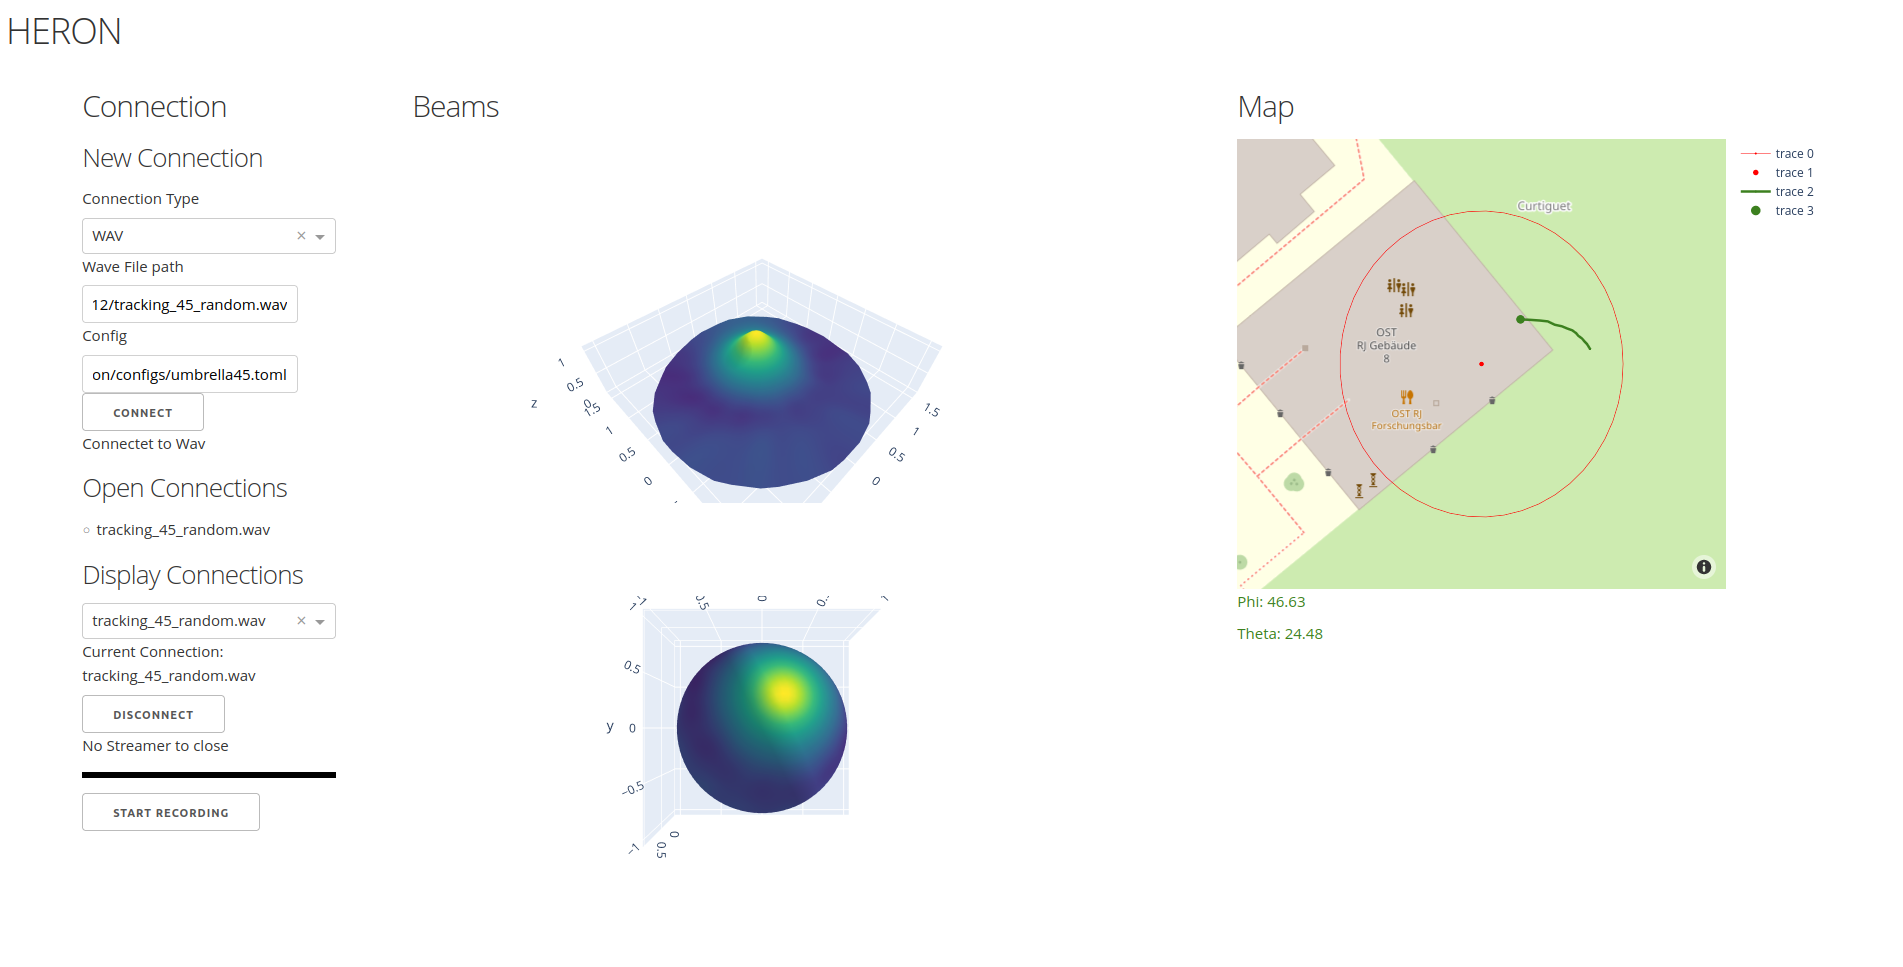 HERON
Connection
New Connection
Connection Type
WAV
Wave File path
12/tracking_45_random.wav
Config
on/configs/umbrella45.toml
CONNECT
Connectet to Wav
Open Connections
tracking_45_random.wav
Display Connections
tracking_45_random.wav
Current Connection:
tracking_45_random.wav
DISCONNECT
No Streamer to close
START RECORDING
Beams
z
1
0.5
0
1.5
1
0.5
0
1.5
1
0.5
0
1
0.5
0
1
y
0.5
0
−0.5
−1
0
0.5
Map
Curtiguet
OST
RJ Gebäude
8
OST RJ
Forschungsbar
trace 0
trace 1
trace 2
trace 3
Phi: 46.63
Theta: 24.48